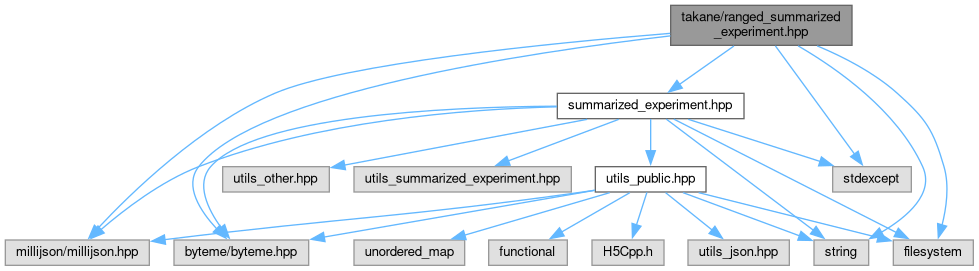 takane/ranged_summarized
_experiment.hpp
summarized_experiment.hpp
utils_other.hpp
utils_summarized_experiment.hpp
utils_public.hpp
stdexcept
millijson/millijson.hpp
byteme/byteme.hpp
unordered_map
functional
H5Cpp.h
utils_json.hpp
string
filesystem